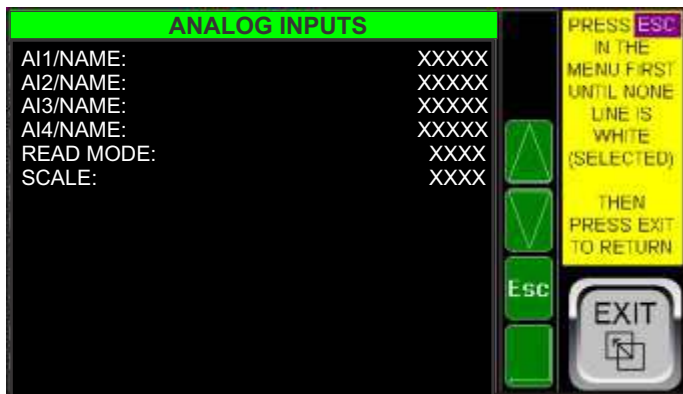 ANALOG INPUTS
AI1/NAME: XXXXX
AI2/NAME: XXXXX
AI3/NAME: XXXXX
AI4/NAME: XXXXX
READ MODE: XXXX
SCALE: XXXX
Esc
PRESS ESC
IN THE
MENU FIRST
UNTIL NONE
LINE IS
WHITE
(SELECTED)
THEN
PRESS EXIT
TO RETURN
EXIT